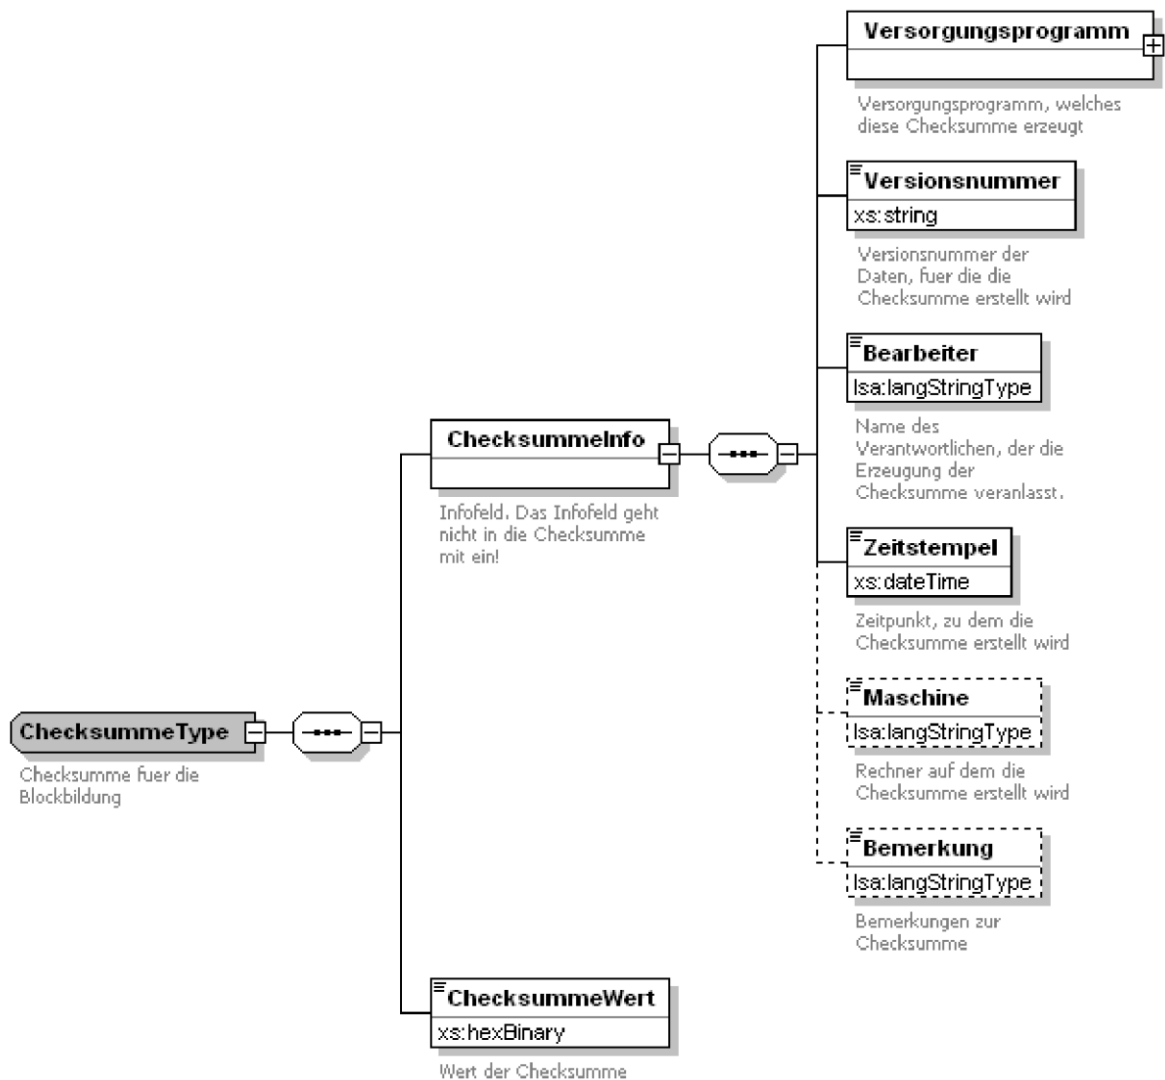 Versorgungsprogramm
Versorgungsprogramm, welches
diese Checksumme erzeugt
Versionsnummer
xs:string
Versionsnummer der
Daten, fuer die die
Checksumme erstellt wird
Bearbeiter
lsa:langStringType
Name des
Verantwortlichen, der die
Erzeugung der
Checksumme veranlasst.
ChecksummeInfo
Infofeld. Das Infofeld geht
nicht in die Checksumme
mit ein!
Zeitstempel
xs:dateTime
Zeitpunkt, zu dem die
Checksumme erstellt wird
Maschine
lsa:langStringType
Rechner auf dem die
Checksumme erstellt wird
ChecksummeType
Checksumme fuer die
Blockbildung
Bemerkung
lsa:langStringType
Bemerkungen zur
Checksumme
ChecksummeWert
xs:hexBinary
Wert der Checksumme